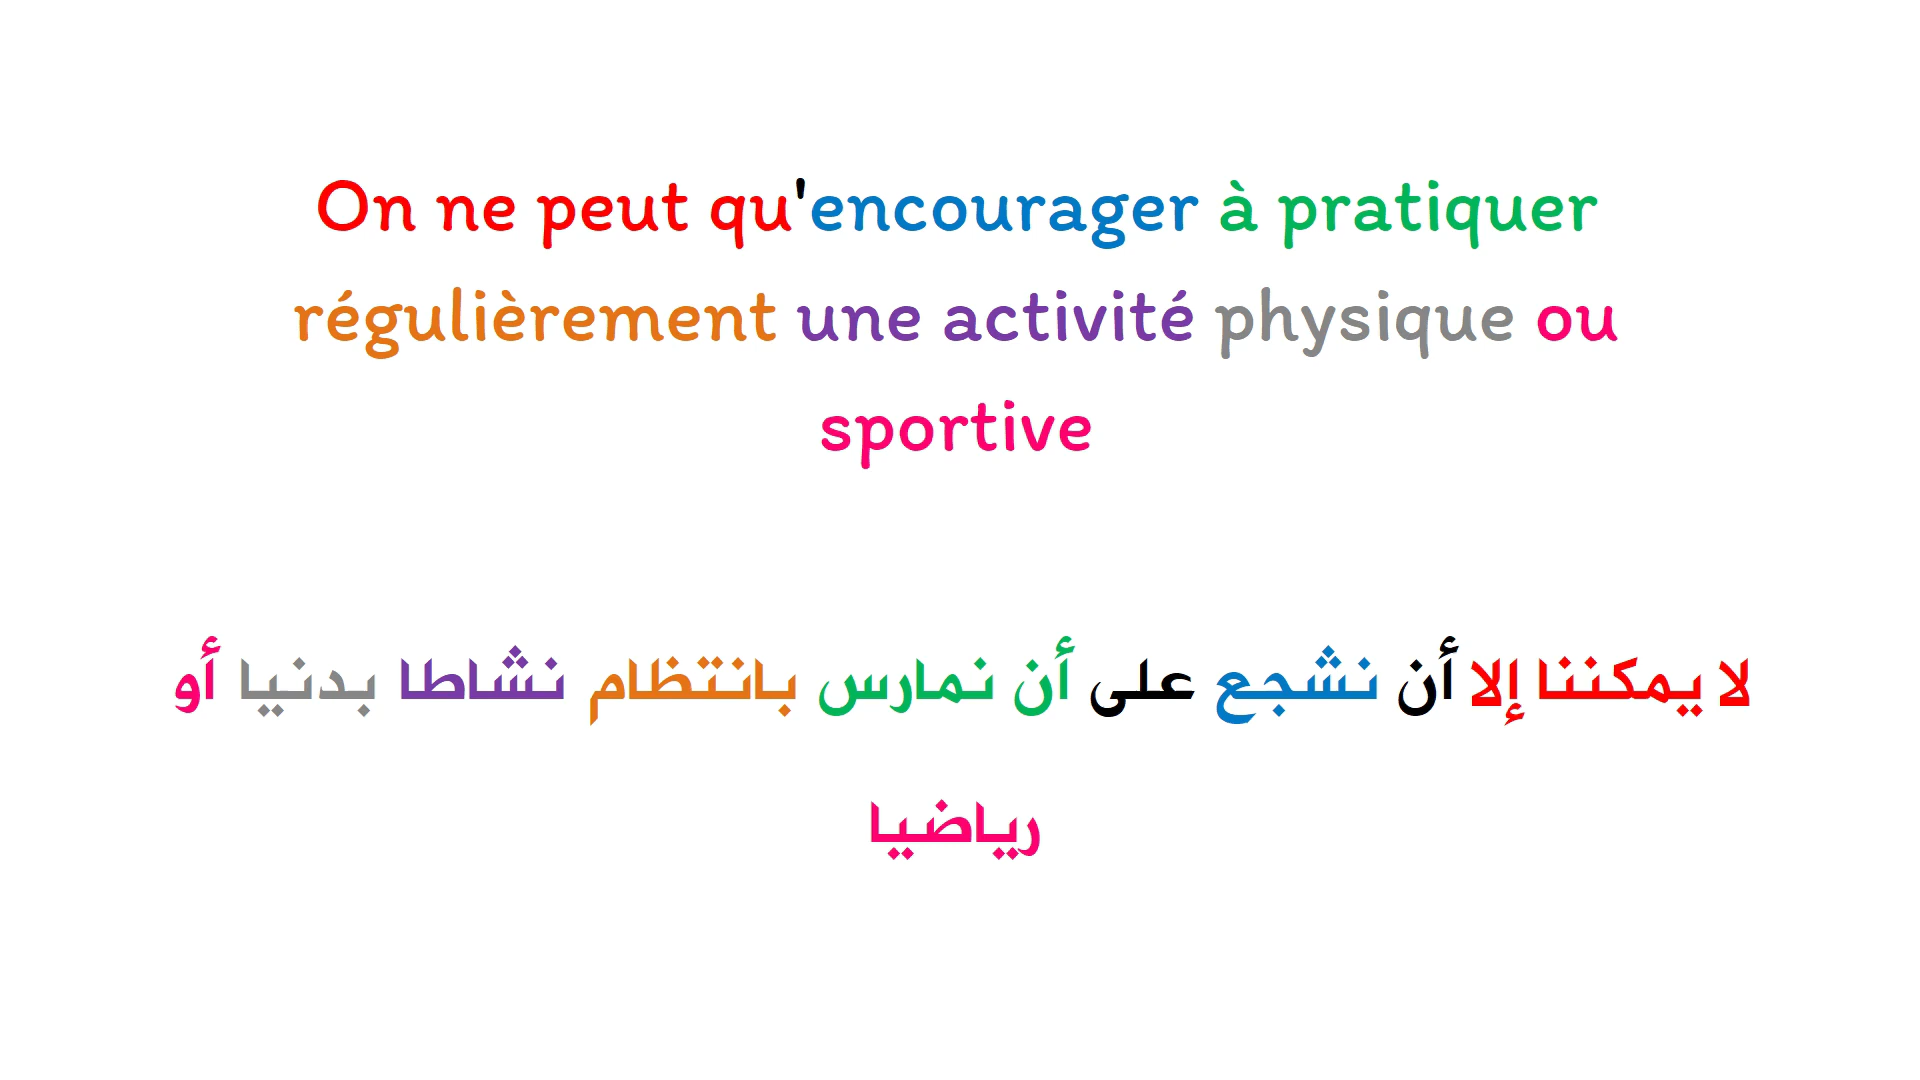 On ne peut qu'encourager à pratiquer
régulièrement une activité physique ou
sportive
لا يمكننا إلا أن نشجع على أن نمارس بانتظام نشاطا بدنيا أو
رياضيا